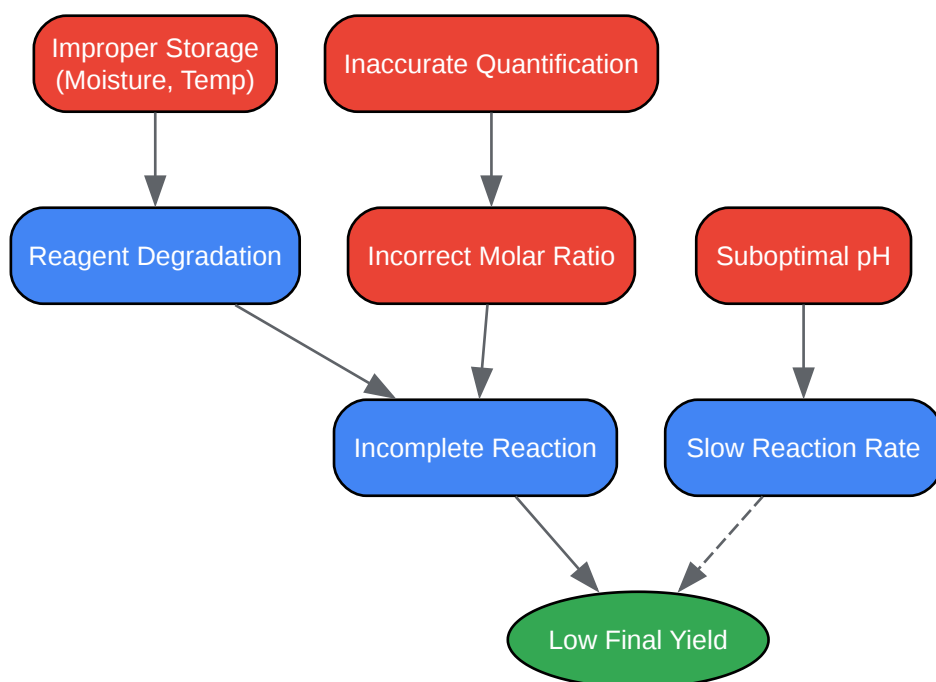 Improper Storage
(Moisture, Temp)
Inaccurate Quantification
Reagent Degradation
Incorrect Molar Ratio
Suboptimal pH
Incomplete Reaction
Slow Reaction Rate
Low Final Yield